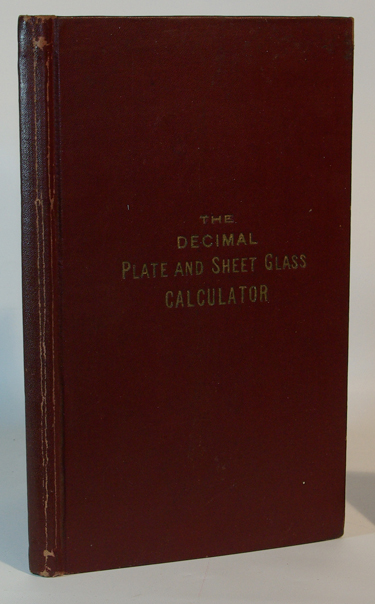 THE
DECIMAL
PLATE AND SHEET GLASS
CALCULATOR